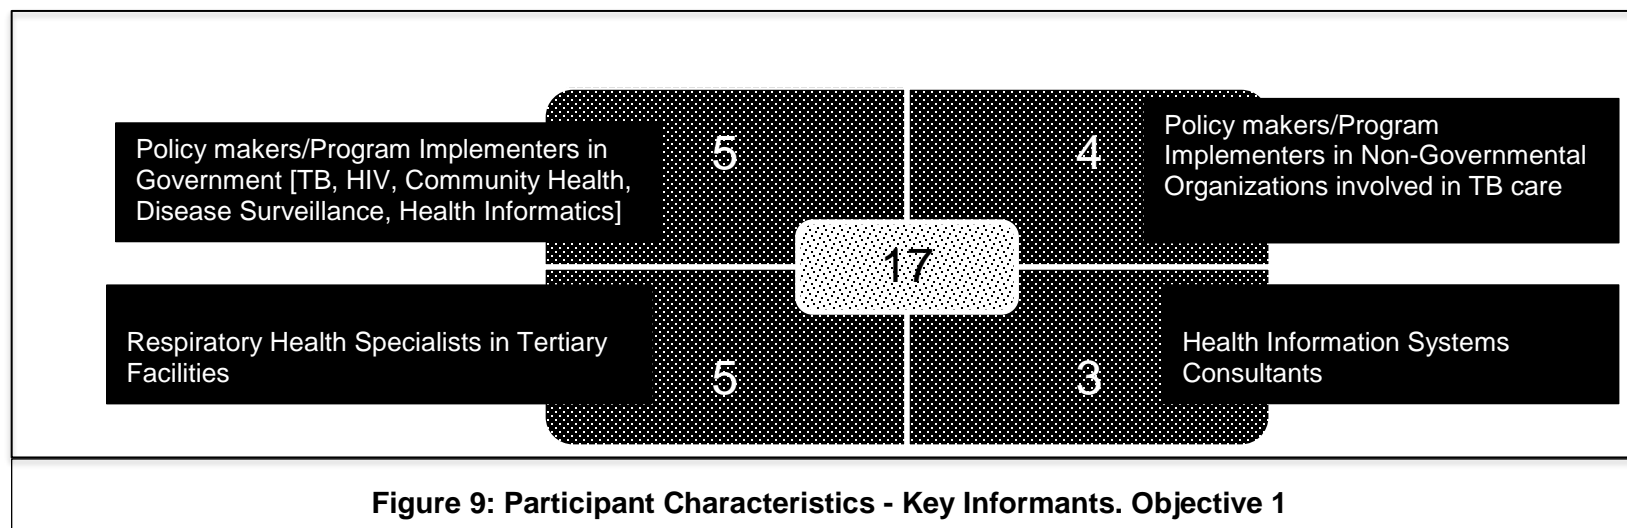 Policy makers/Program Implementers in
Government [TB, HIV, Community Health,
Disease Surveillance, Health Informatics]
5
4
Policy makers/Program
Implementers in Non-Governmental
Organizations involved in TB care
17
Respiratory Health Specialists in Tertiary
Facilities
5
3
Health Information Systems
Consultants
Figure 9: Participant Characteristics - Key Informants. Objective 1